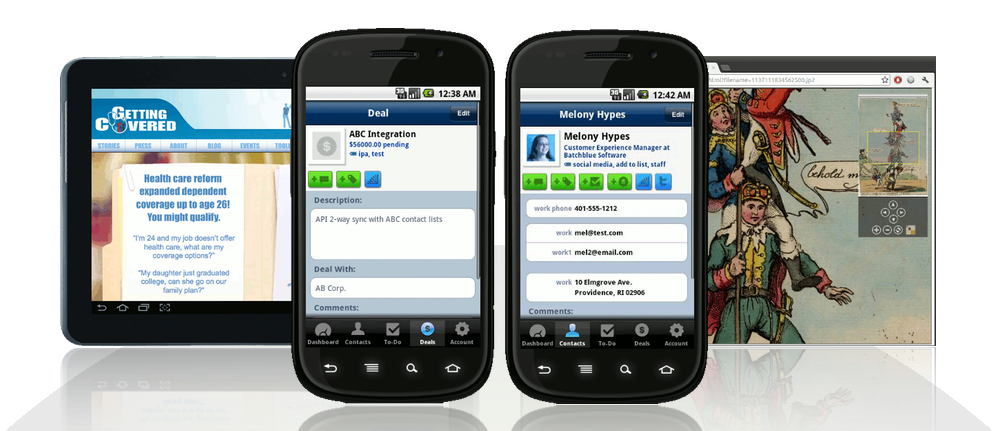 GETTING
COVERED
STORIES PRESS ABOUT BLOG EVENTS
Health care reform
expanded dependent
coverage up to age 26!
You might qualify.
"I'm 24 and my job doesn't offer
health care, what are my
coverage options?"
"My daughter just graduated
college, can she go on our
family plan?"
3G 12:38 AM
Deal Edit
ABC Integration
$56000.00 pending
ipa, test
Description:
API 2-way sync with ABC contact lists
Deal With:
AB Corp.
Comments:
Dashboard Contacts To-Do Deals Account
3G 12:42 AM
Melony Hypes Edit
Melony Hypes
Customer Experience Manager at
Batchblue Software
social media, add to list, staff
work phone 401-555-1212
work mel@test.com
work1 mel2@email.com
work 10 Elmgrove Ave.
Providence, RI 02906
Comments:
Dashboard Contacts To-Do Deals Account
behold m